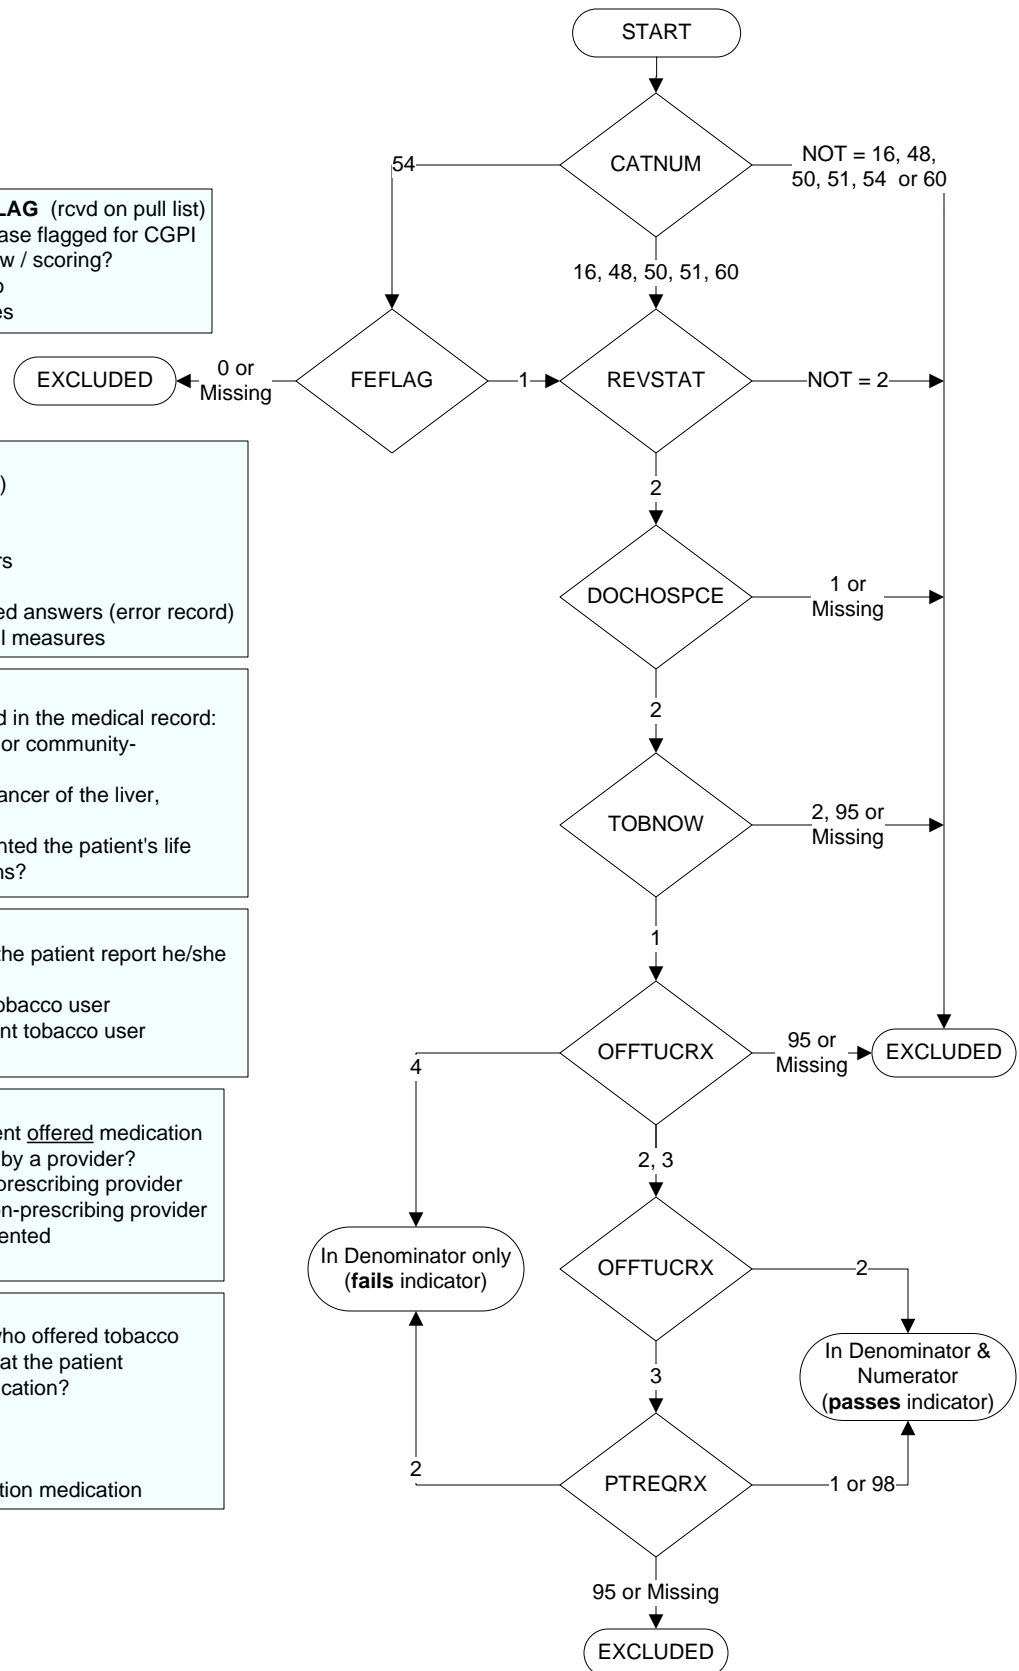 START
CATNUM
54
NOT = 16, 48,
50, 51, 54 or 60
16, 48, 50, 51, 60
LAG (rcvd on pull list)
ase flagged for CGPI
w / scoring?
o
es
EXCLUDED
0 or
Missing
FEFLAG
1
REVSTAT
NOT = 2
2
)
rs
ed answers (error record)
l measures
DOCHOSPCE
1 or
Missing
2
d in the medical record:
or community-
ancer of the liver,
nted the patient's life
ns?
TOBNOW
2, 95 or
Missing
1
the patient report he/she
obacco user
nt tobacco user
OFFTUCRX
95 or
Missing
EXCLUDED
4
2, 3
ent offered medication
by a provider?
prescribing provider
on-prescribing provider
ented
In Denominator only
(fails indicator)
OFFTUCRX
2
3
In Denominator &
Numerator
(passes indicator)
who offered tobacco
at the patient
ication?
tion medication
2
PTREQRX
1 or 98
95 or Missing
EXCLUDED